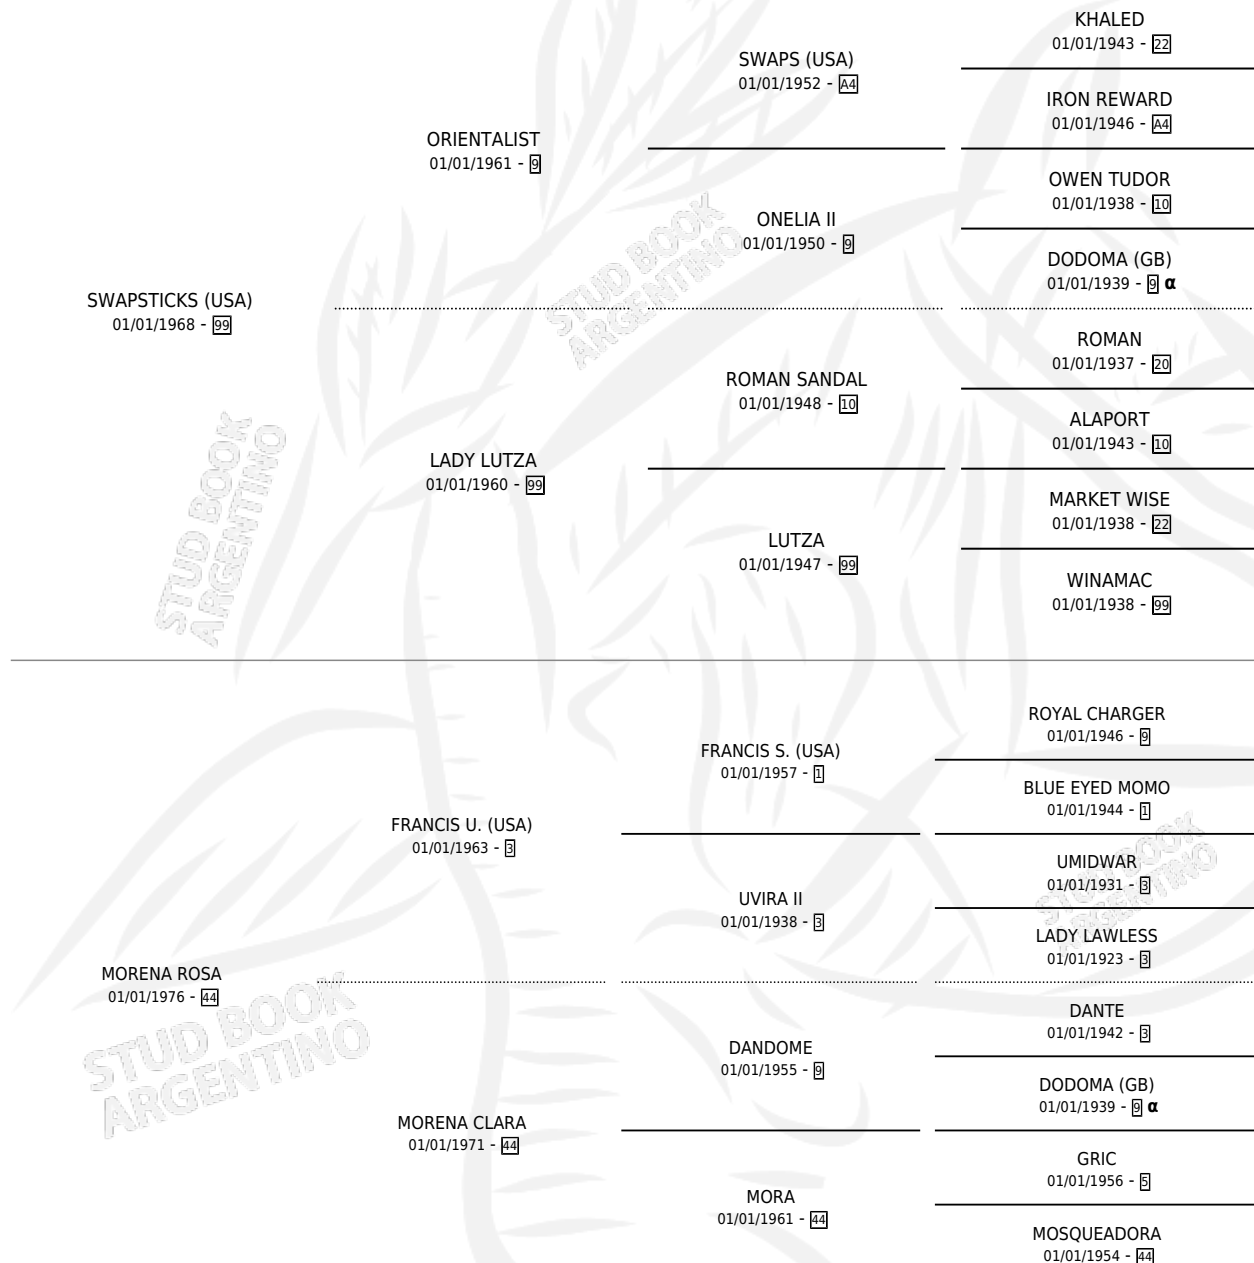 KHALED
01/01/1943 - 22
SWAPS (USA)
01/01/1952 - A4
IRON REWARD
01/01/1946 - A4
ORIENTALIST
01/01/1961 - 9
OWEN TUDOR
01/01/1938 - 10
ONELIA II
01/01/1950 - 9
DODOMA (GB)
01/01/1939 - 9 α
SWAPSTICKS (USA)
01/01/1968 - 99
ROMAN
01/01/1937 - 20
ROMAN SANDAL
01/01/1948 - 10
ALAPORT
01/01/1943 - 10
LADY LUTZA
01/01/1960 - 99
MARKET WISE
01/01/1938 - 22
LUTZA
01/01/1947 - 99
WINAMAC
01/01/1938 - 99
ROYAL CHARGER
01/01/1946 - 9
FRANCIS S. (USA)
01/01/1957 - 1
BLUE EYED MOMO
01/01/1944 - 1
FRANCIS U. (USA)
01/01/1963 - 3
UMIDWAR
01/01/1931 - 3
UVIRA II
01/01/1938 - 3
LADY LAWLESS
01/01/1923 - 3
MORENA ROSA
01/01/1976 - 44
DANTE
01/01/1942 - 3
DANDOME
01/01/1955 - 9
DODOMA (GB)
01/01/1939 - 9 α
MORENA CLARA
01/01/1971 - 44
GRIC
01/01/1956 - 5
MORA
01/01/1961 - 44
MOSQUEADORA
01/01/1954 - 44
STUD BOOK
ARGENTINO
STUD BOOK
ARGENTINO
STUD BOOK
ARGENTINO
STUD BOOK
ARGENTINO